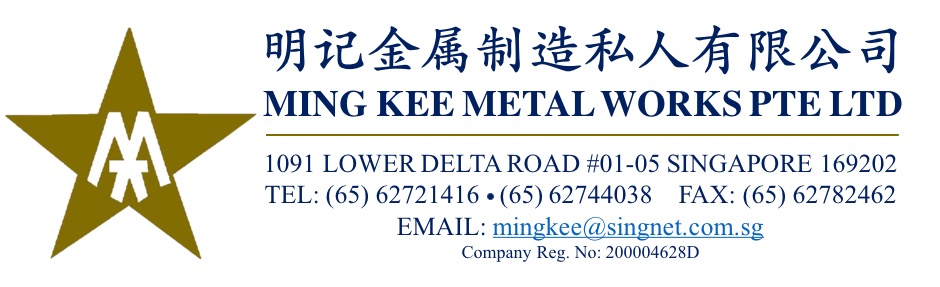 明记金属制造私人有限公司
MING KEE METAL WORKS PTE LTD
1091 LOWER DELTA ROAD #01-05 SINGAPORE 169202
TEL: (65) 62721416 • (65) 62744038 FAX: (65) 62782462
EMAIL: mingkee@singnet.com.sg
Company Reg. No: 200004628D